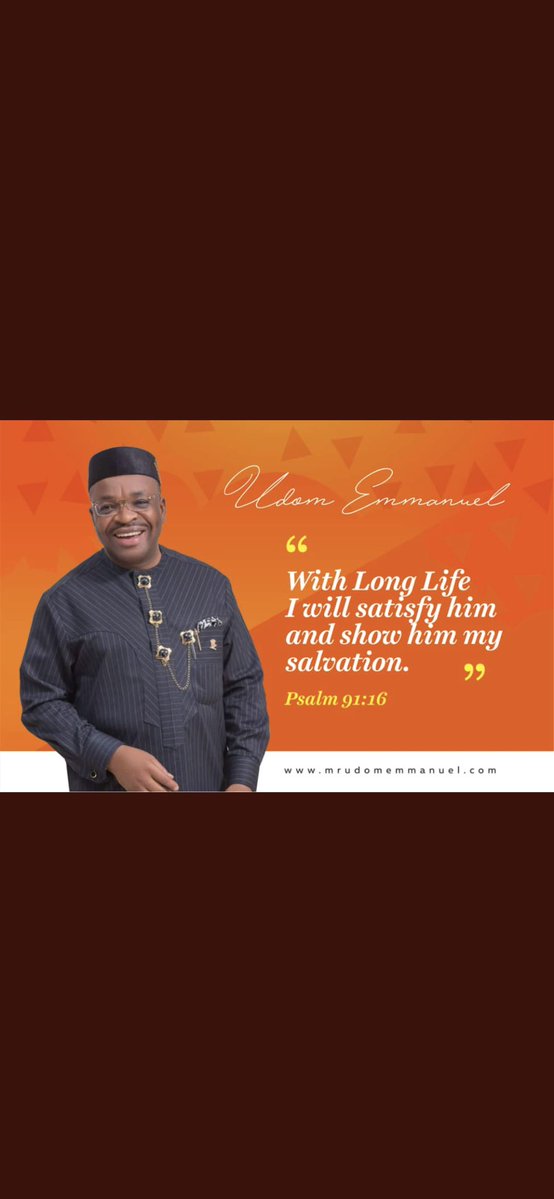 Udom Emmanuel
“
With Long Life
I will satisfy him
and show him my
salvation.
”
Psalm 91:16
www.mrudomemmanuel.com